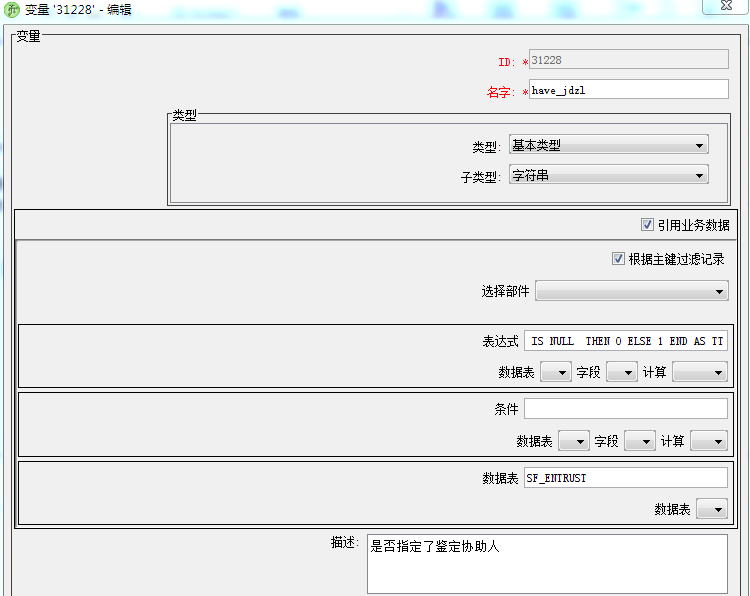 变量 '31228' - 编辑
变量
ID: *31228
名字: *have_jdzl
类型
类型: 基本类型
子类型: 字符串
引用业务数据
根据主键过滤记录
选择部件
表达式 IS NULL  THEN 0 ELSE 1 END AS TT
数据表 字段 计算
条件
数据表 字段 计算
数据表 SF_ENTRUST
数据表
描述: 是否指定了鉴定协助人